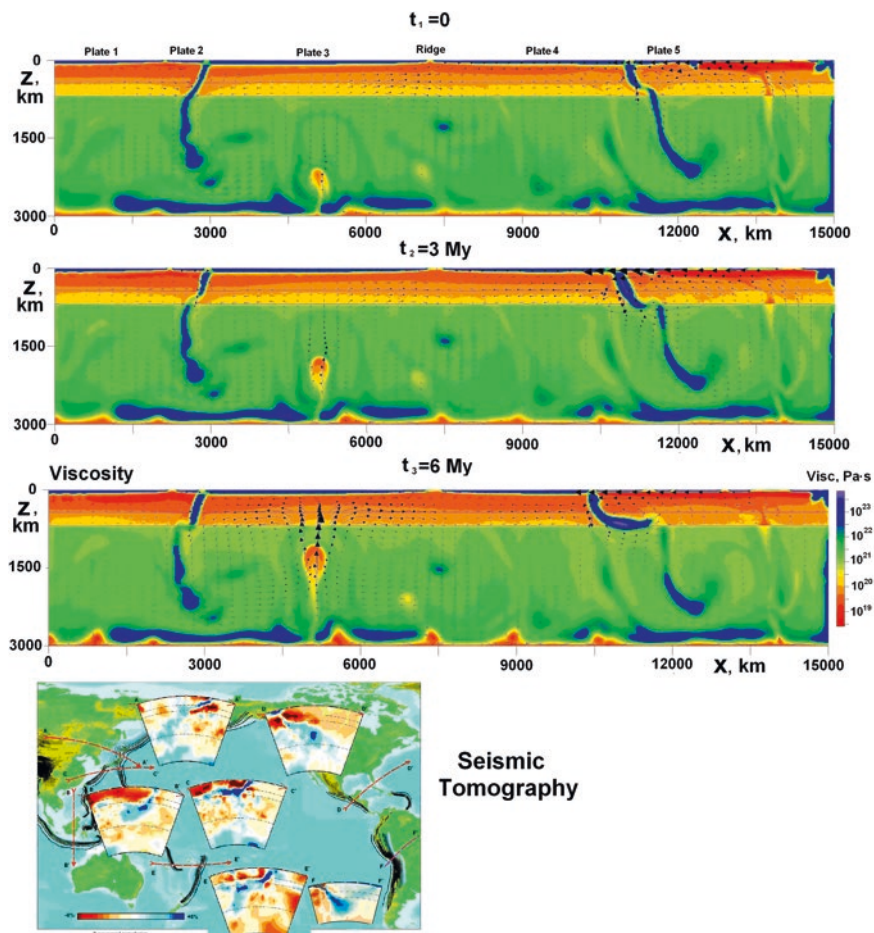 t₁=0
Plate 1 Plate 2 Plate 3 Ridge Plate 4 Plate 5
0
Z,
km
1500
3000
0 3000 6000 9000 12000 15000
X, km
t₂=3 My
0
Z,
km
1500
3000
0 3000 6000 9000 12000 15000
X, km
Viscosity
t₃=6 My
Visc, Pa·s
0
Z,
km
1500
3000
10²³
10²²
10²¹
10²⁰
10¹⁹
0 3000 6000 9000 12000 15000
X, km
Seismic
Tomography